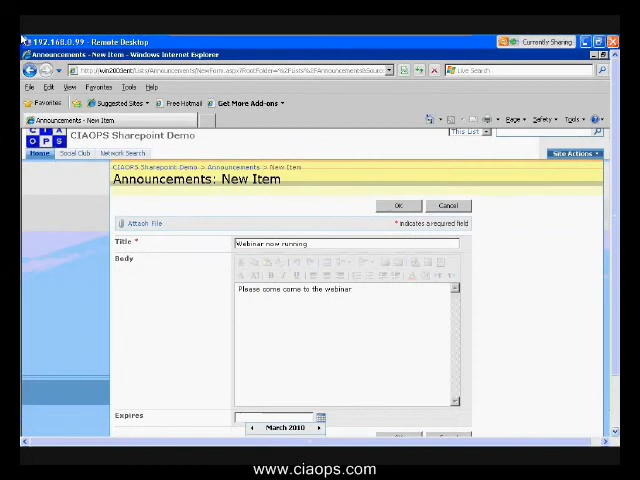 192.168.0.99 - Remote Desktop
Currently Sharing
Announcements - New Item - Windows Internet Explorer
Live Search
File Edit View Favorites Tools Help
Favorites Suggested Sites Free Hotmail Get More Add-ons
Announcements - New Item
Page Safety Tools
CIA
OPS
CIAOPS Sharepoint Demo
This List
Home Social Club Network Search
Site Actions
CIAOPS Sharepoint Demo > Announcements > New Item
Announcements: New Item
OK Cancel
Attach File
* indicates a required field
Title *
Webinar now running
Body
Please come come to the webinar
Expires
March 2010
www.ciaops.com